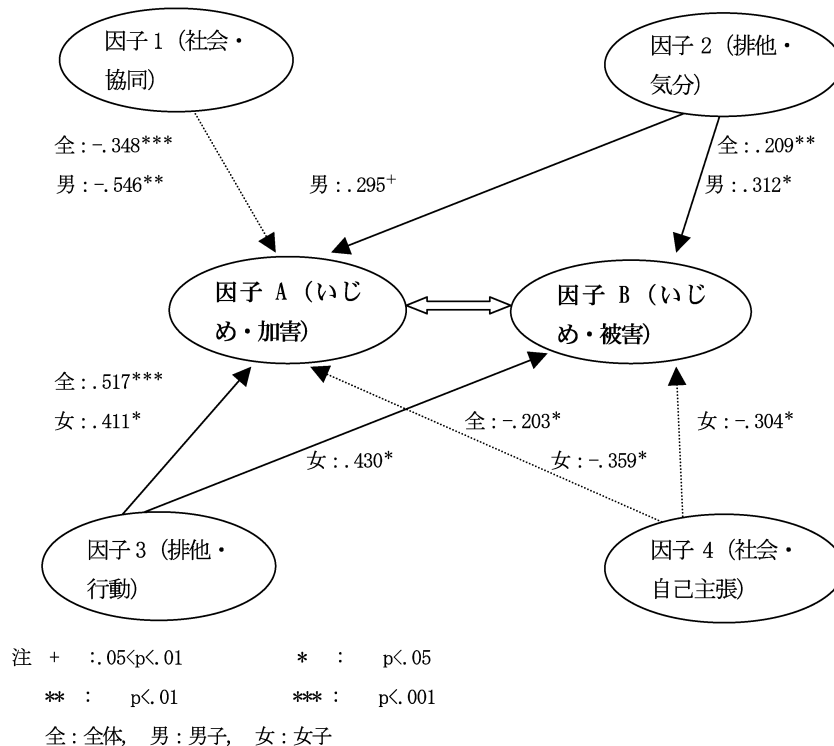 因子 1（社会・
協同）
因子 2（排他・
気分）
全：-.348***
男：-.546**
男：.295+
全：.209**
男：.312*
因子 A（いじ
め・加害）
因子 B（いじ
め・被害）
全：.517***
女：.411*
女：.430*
全：-.203*
女：-.359*
女：-.304*
因子 3（排他・
行動）
因子 4（社会・
自己主張）
注 + :.05<p<.01 * ： p<.05
** ： p<.01 *** ： p<.001
全：全体, 男：男子, 女：女子